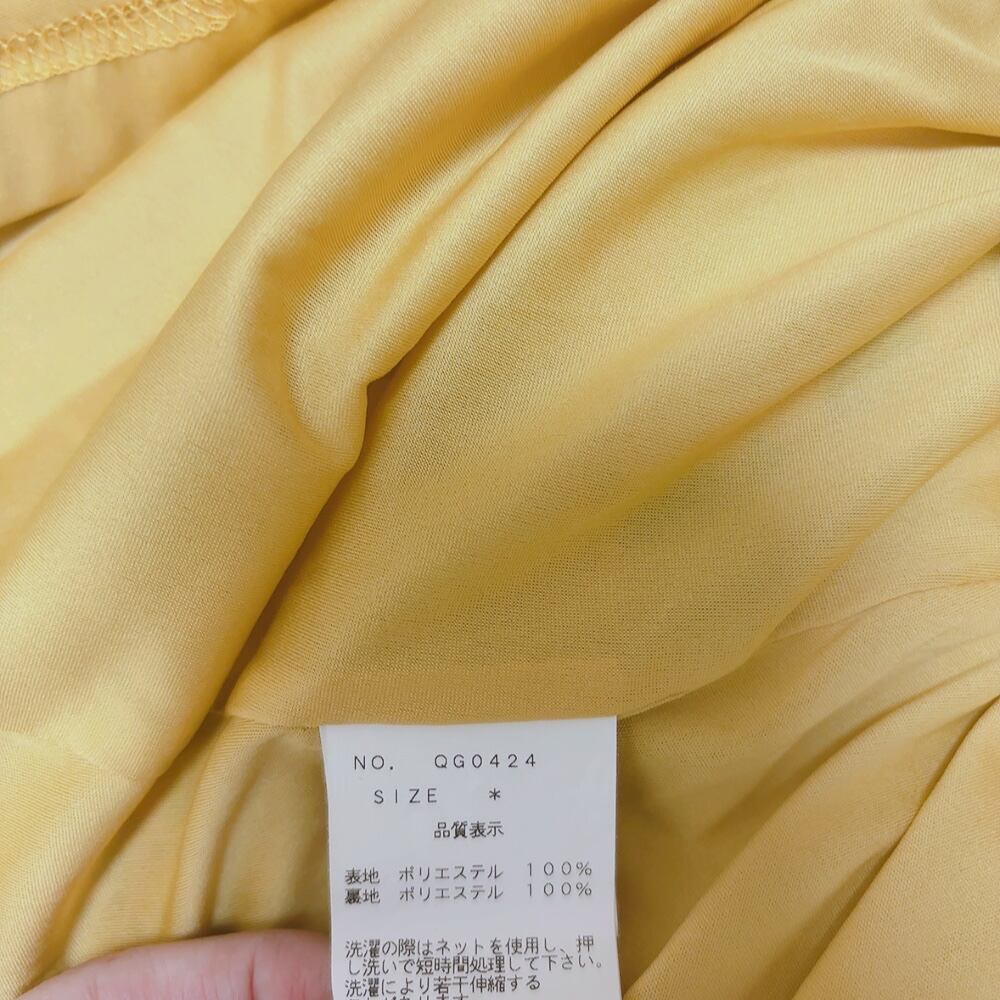 NO. QG0424
SIZE *
品質表示
表地 ポリエステル 100%
裏地 ポリエステル 100%
洗濯の際はネットを使用し、押
し洗いで短時間処理して下さい。
洗濯により若干伸縮する